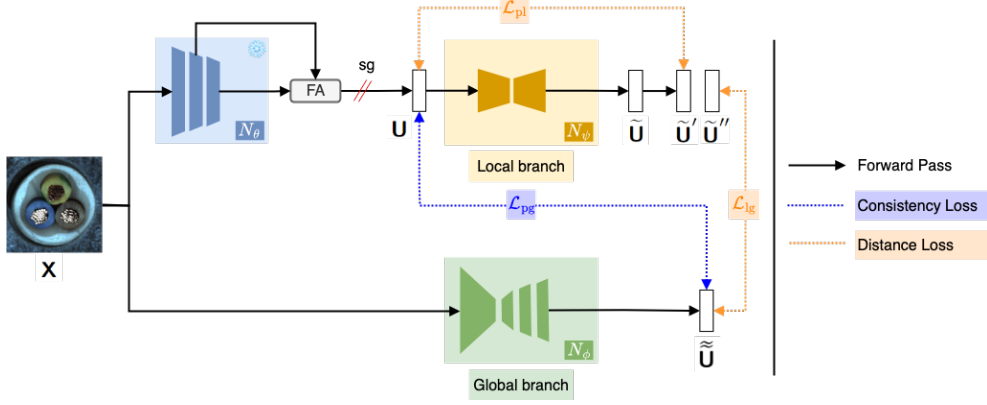 𝓛pl
sg
FA
Nθ
U
Nψ
Ũ
Ũ′
Ũ″
Local branch
Forward Pass
𝓛pg
𝓛lg
Consistency Loss
Distance Loss
X
Nϕ
Ũ̃
Global branch